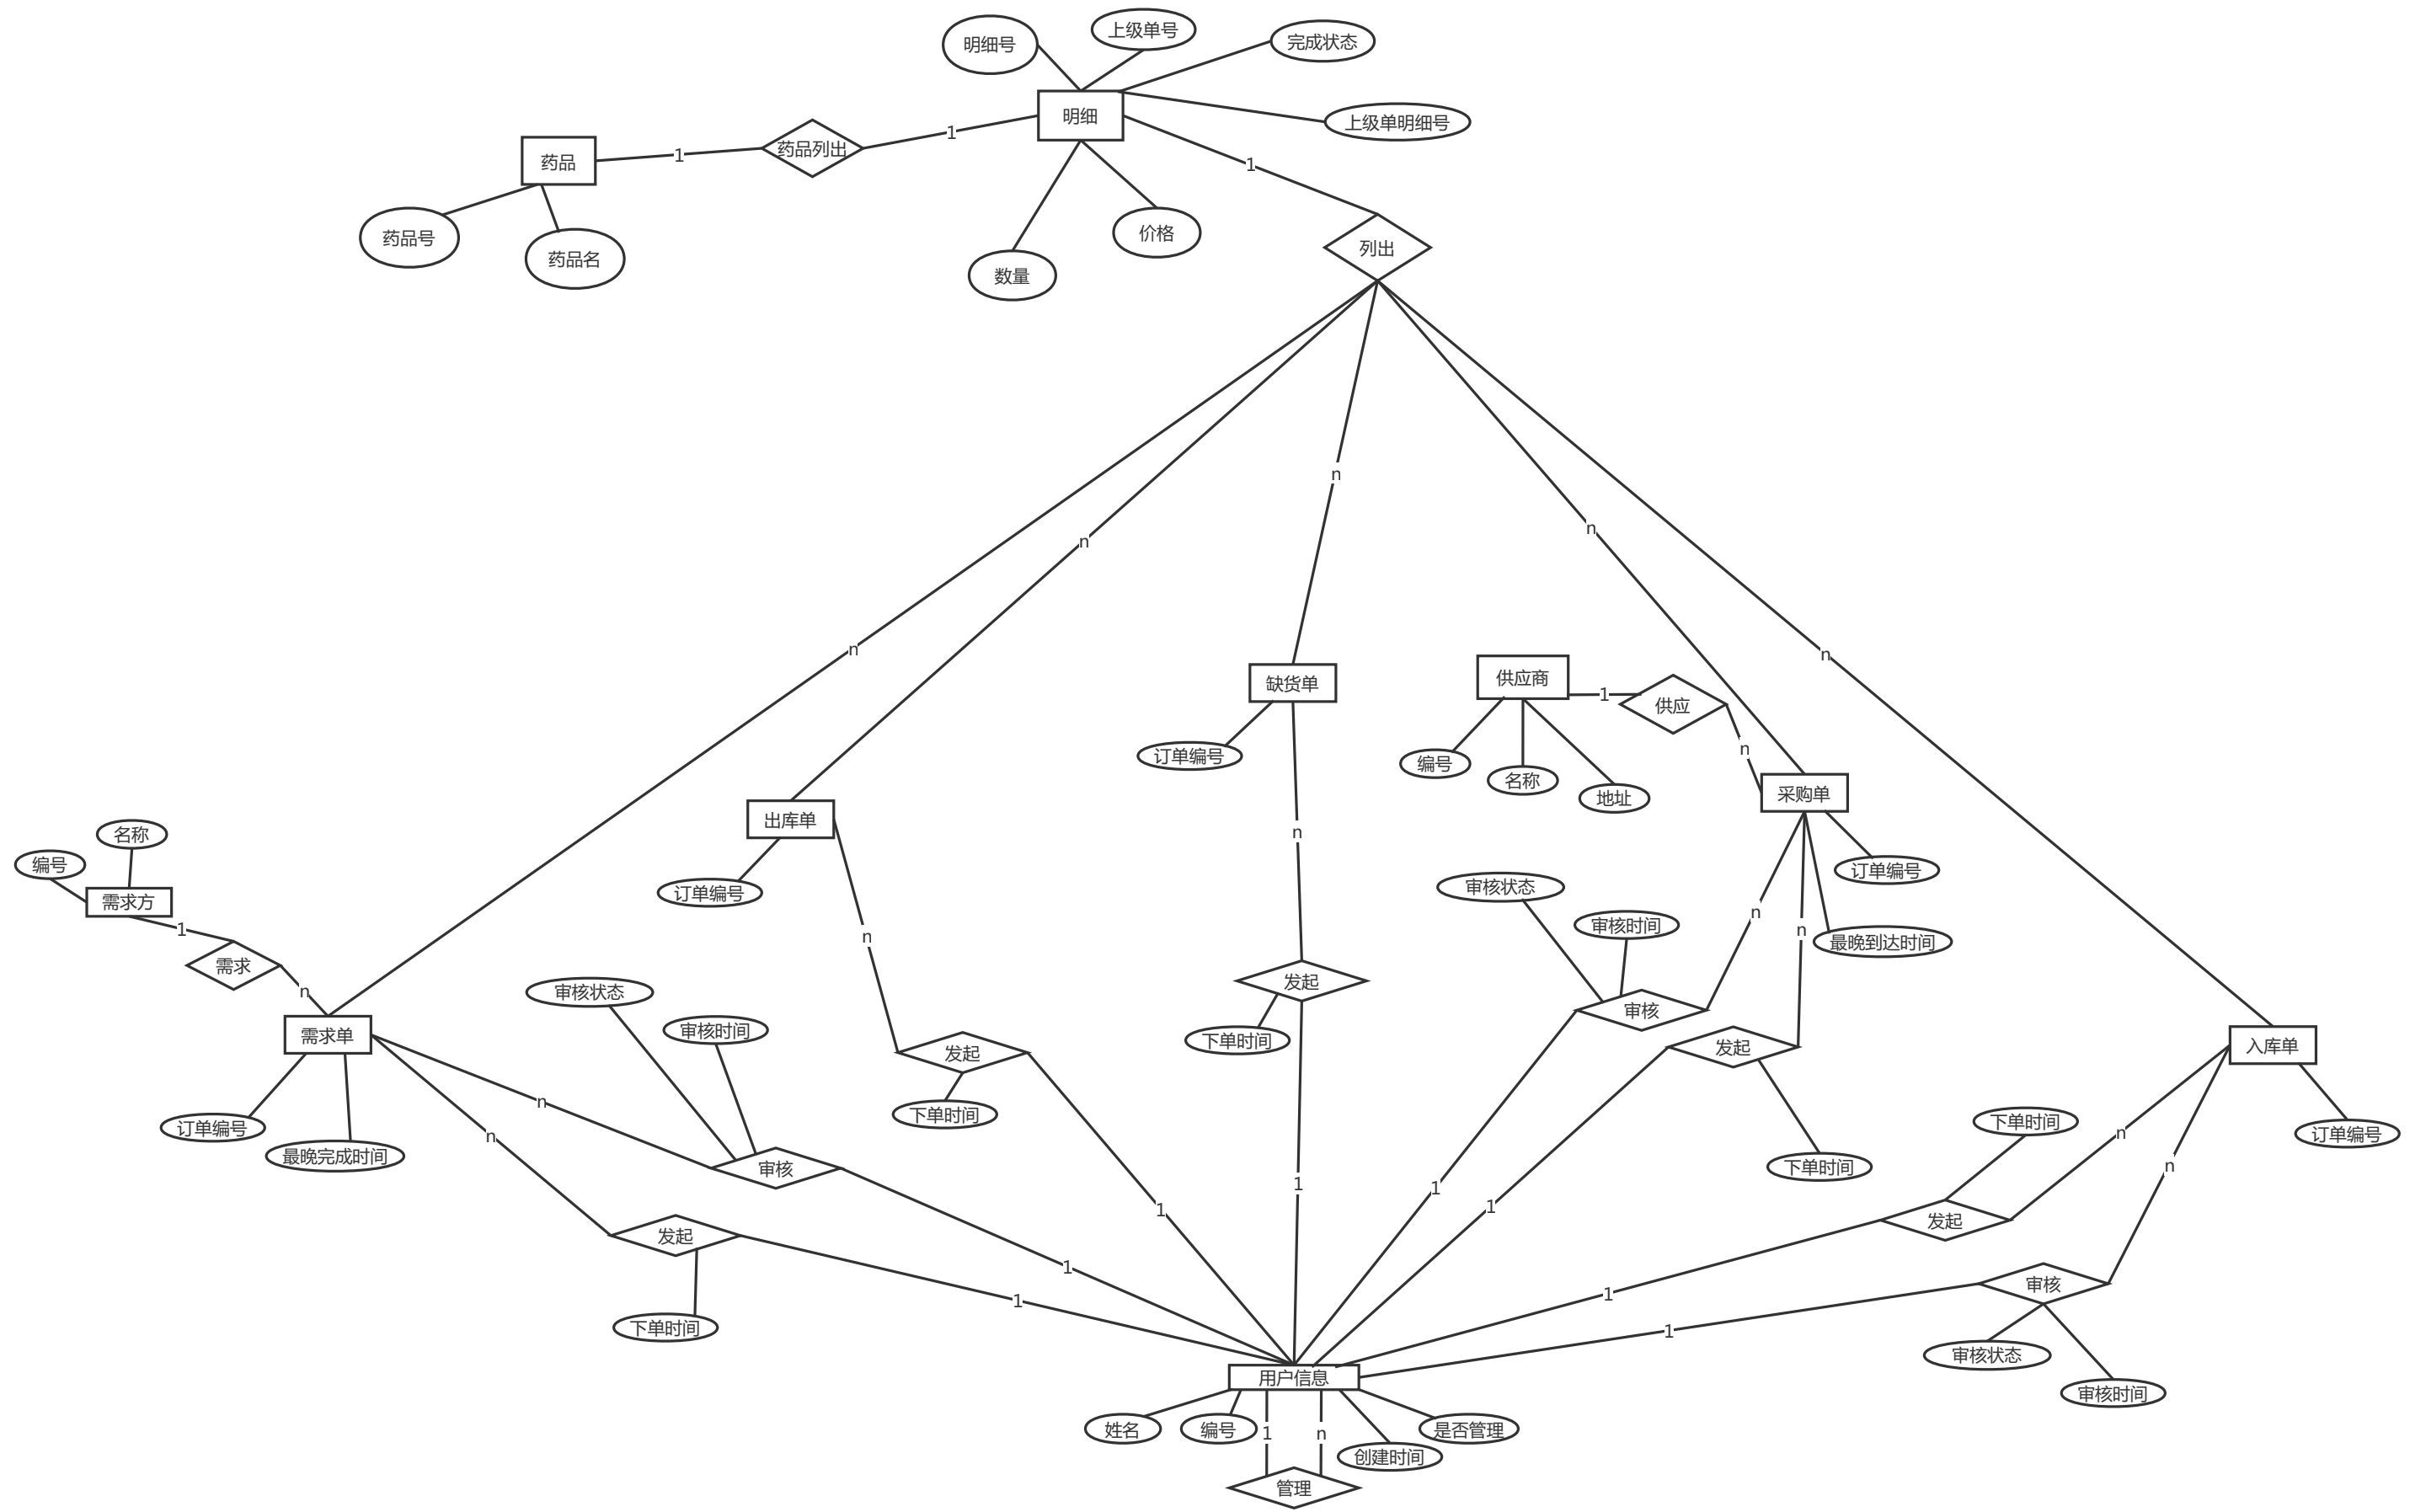 上级单号
完成状态
明细号
明细
上级单明细号
1
药品列出
1
药品
1
药品号
药品名
价格
数量
列出
n
n
n
n
n
缺货单
供应商
1
供应
订单编号
编号
名称
地址
n
采购单
出库单
n
名称
编号
订单编号
需求方
1
订单编号
审核状态
审核时间
n
n
最晚到达时间
n
需求
n
发起
审核状态
审核时间
审核
需求单
下单时间
发起
入库单
发起
n
下单时间
订单编号
最晚完成时间
n
审核
下单时间
下单时间
n
订单编号
n
1
1
1
1
发起
1
发起
1
1
审核
下单时间
1
1
审核状态
用户信息
审核时间
姓名
编号
1
n
创建时间
是否管理
管理